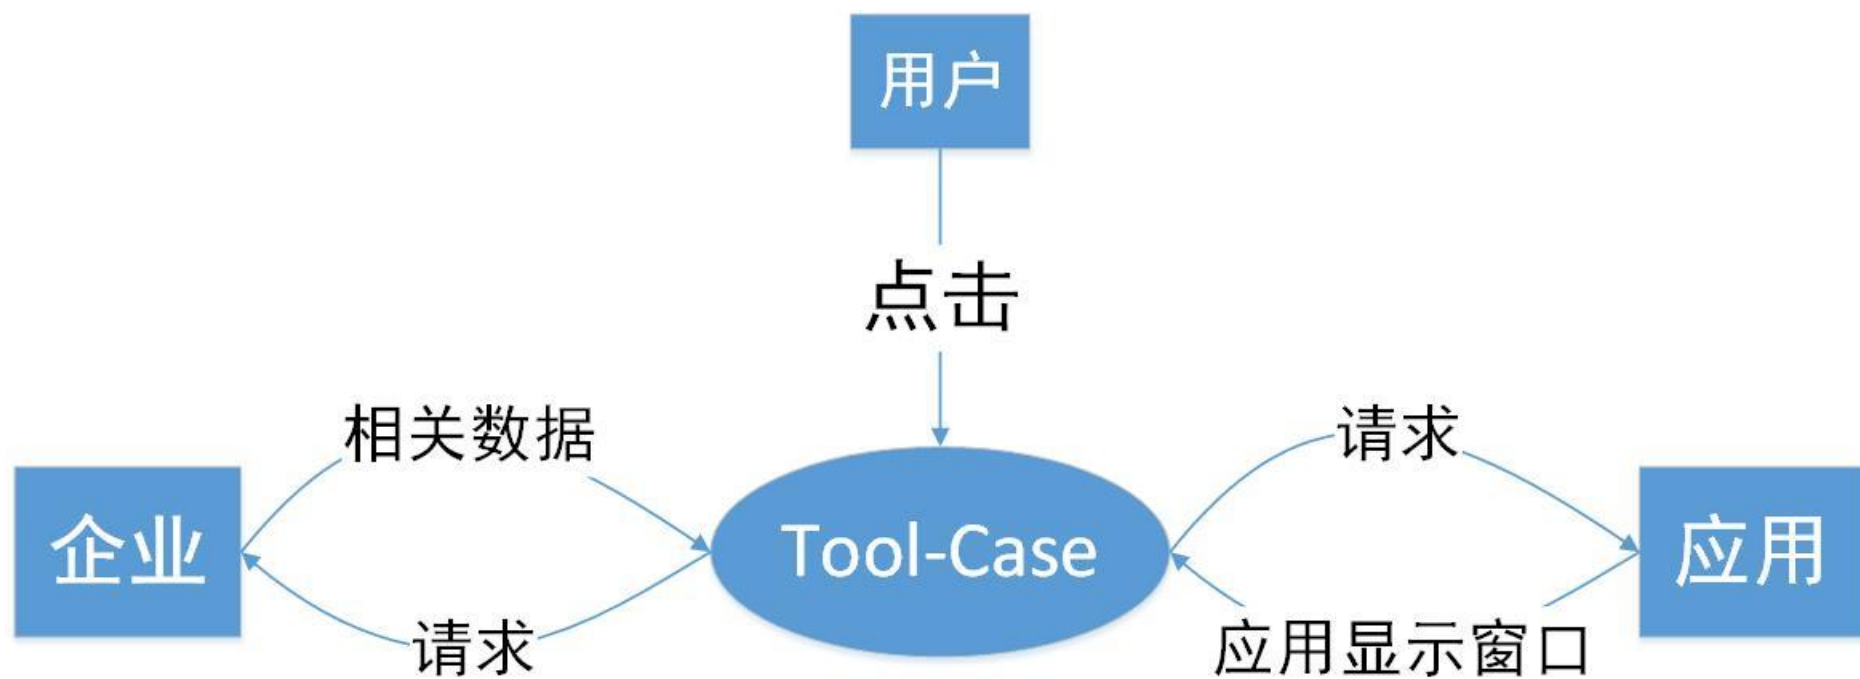 用户
点击
相关数据
请求
企业
Tool-Case
应用
请求
应用显示窗口